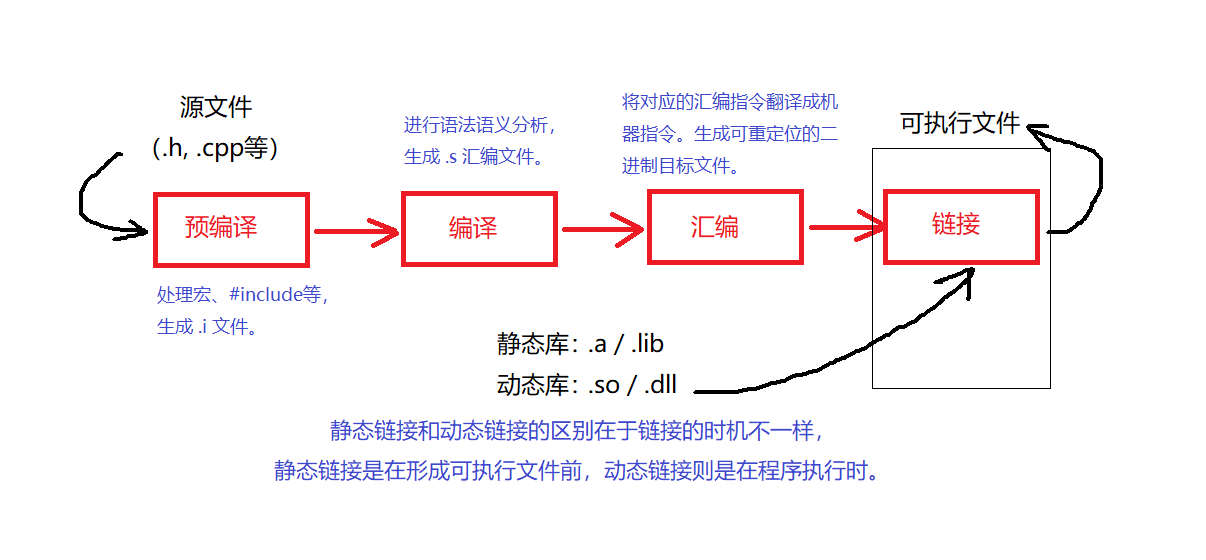 源文件
（.h, .cpp等）
预编译
处理宏、#include等，
生成 .i 文件。
进行语法语义分析，
生成 .s 汇编文件。
编译
将对应的汇编指令翻译成机
器指令。生成可重定位的二
进制目标文件。
汇编
可执行文件
链接
静态库：.a / .lib
动态库：.so / .dll
静态链接和动态链接的区别在于链接的时机不一样，
静态链接是在形成可执行文件前，动态链接则是在程序执行时。